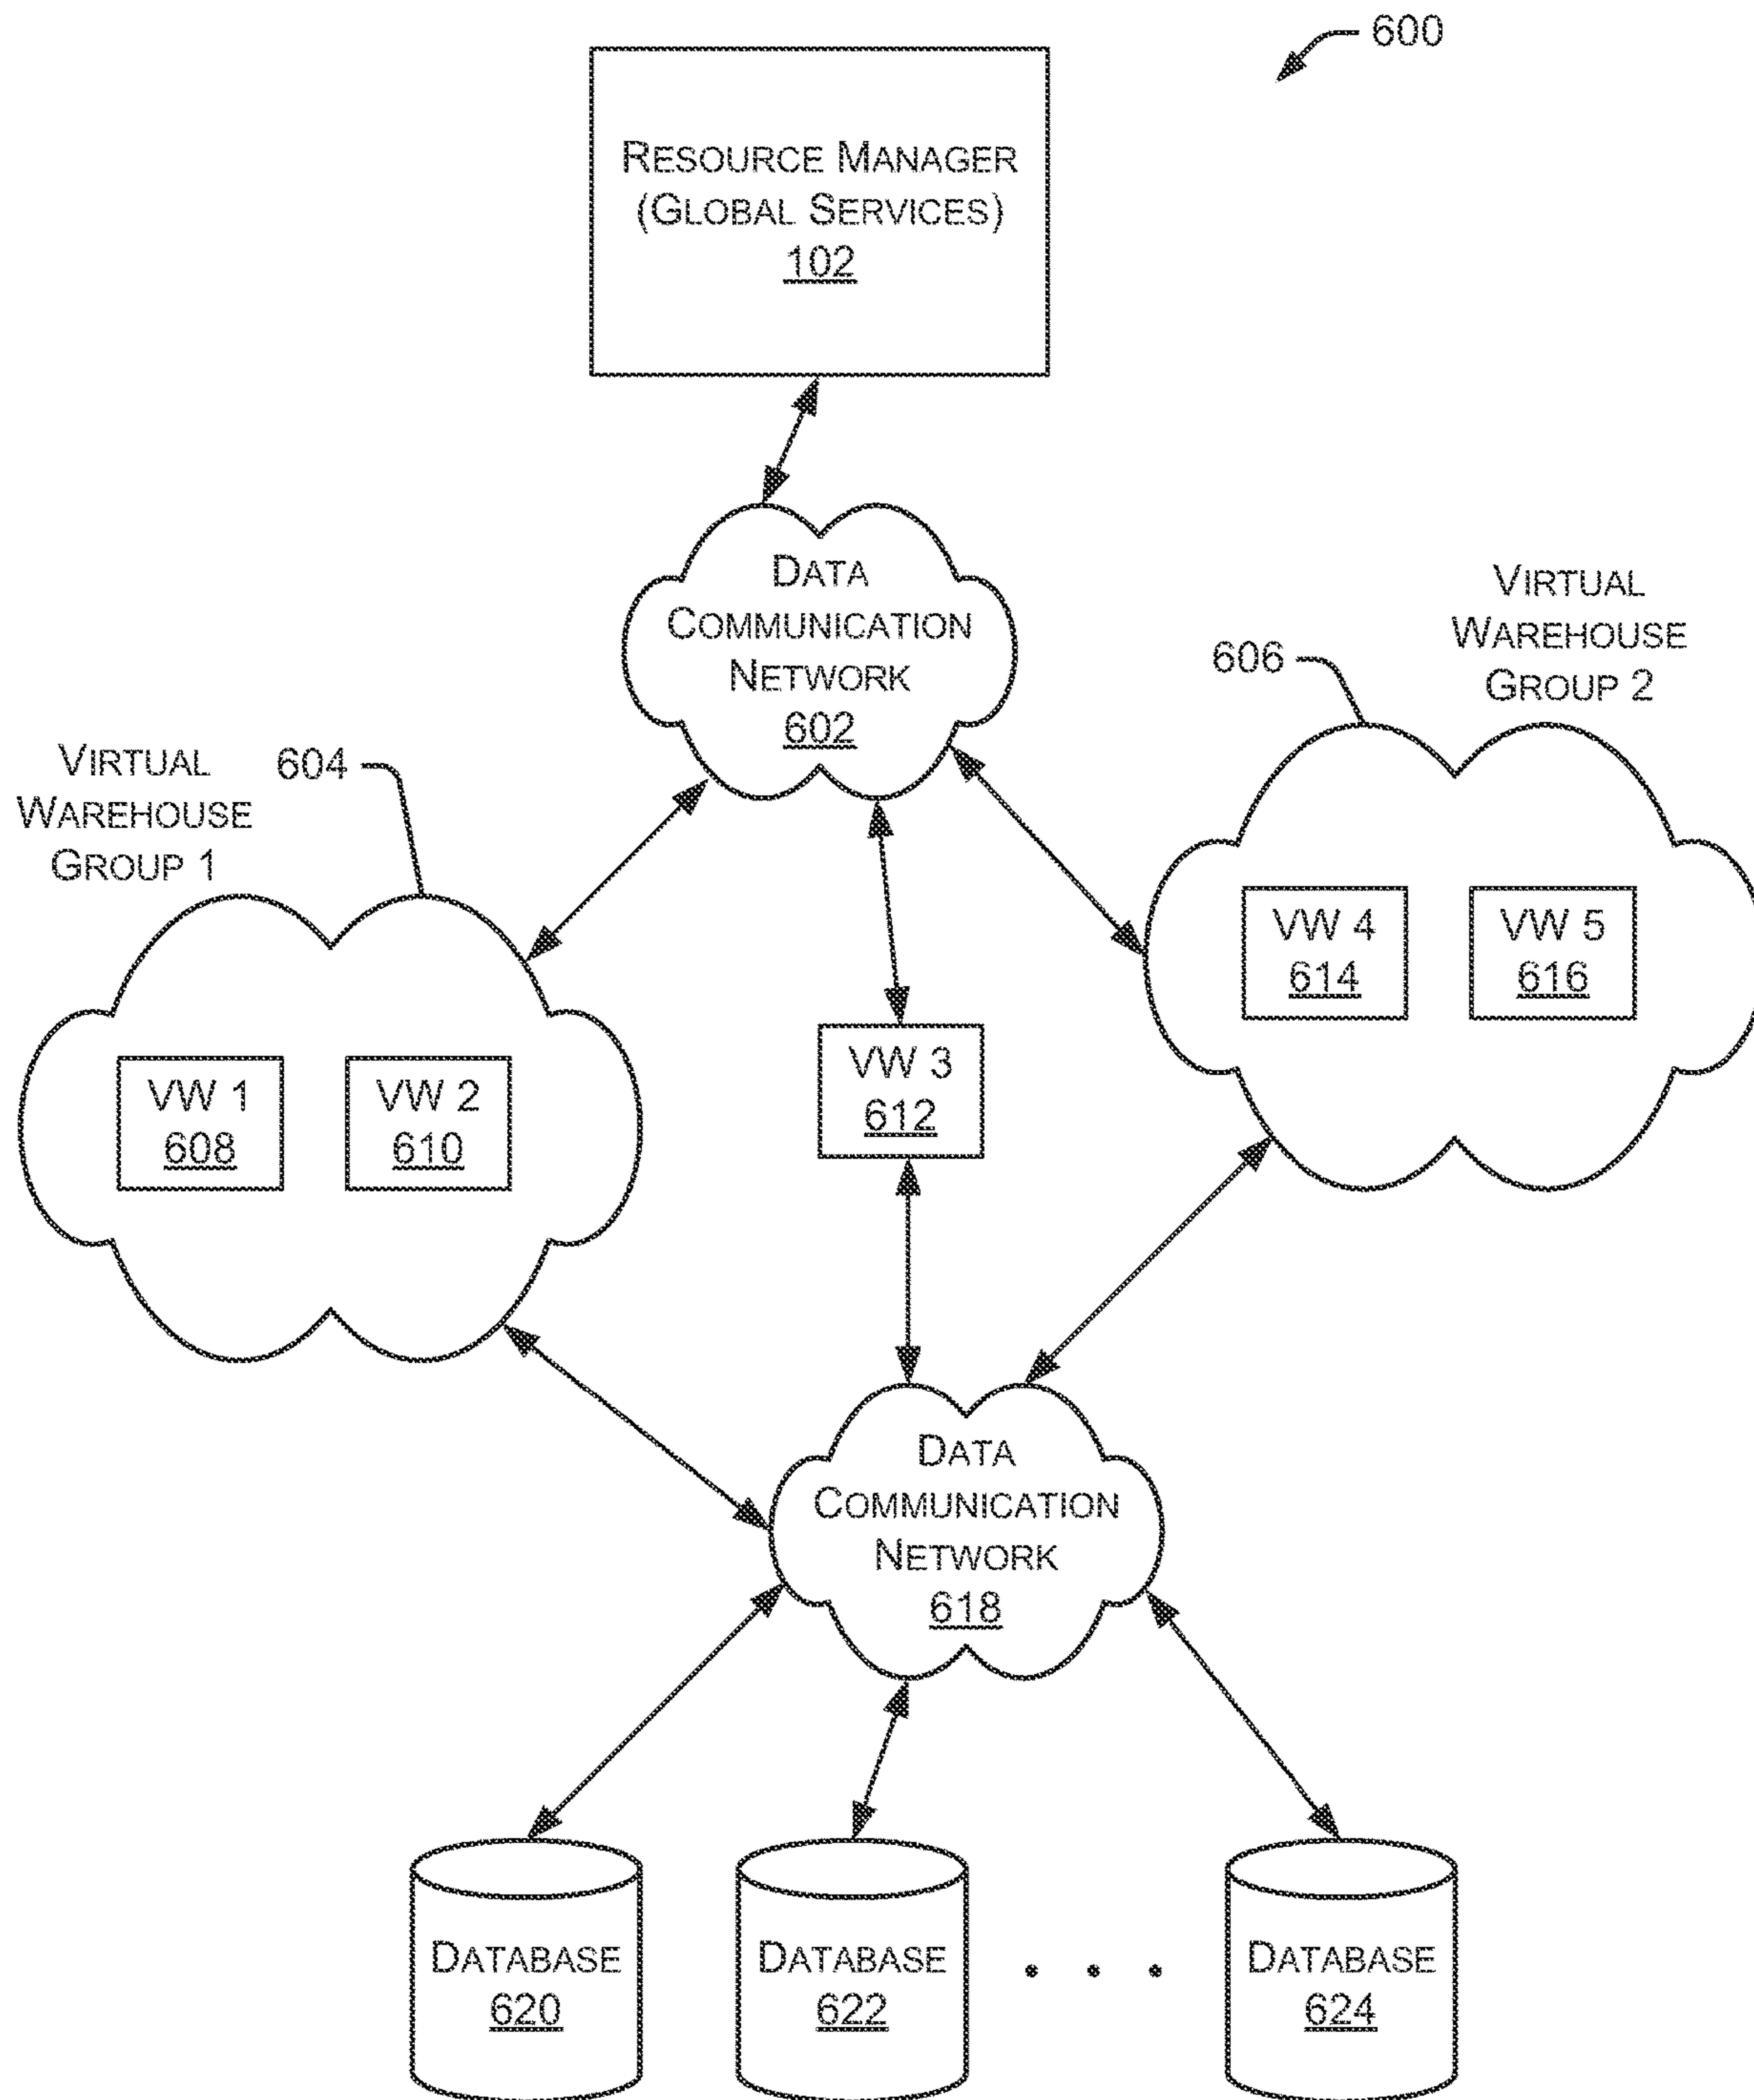 600
RESOURCE MANAGER
(GLOBAL SERVICES)
102
DATA
COMMUNICATION
NETWORK
602
VIRTUAL
WAREHOUSE
GROUP 2
606
VIRTUAL
WAREHOUSE
GROUP 1
604
VW 4
614
VW 5
616
VW 3
612
VW 1
608
VW 2
610
DATA
COMMUNICATION
NETWORK
618
DATABASE
620
DATABASE
622
. . .
DATABASE
624